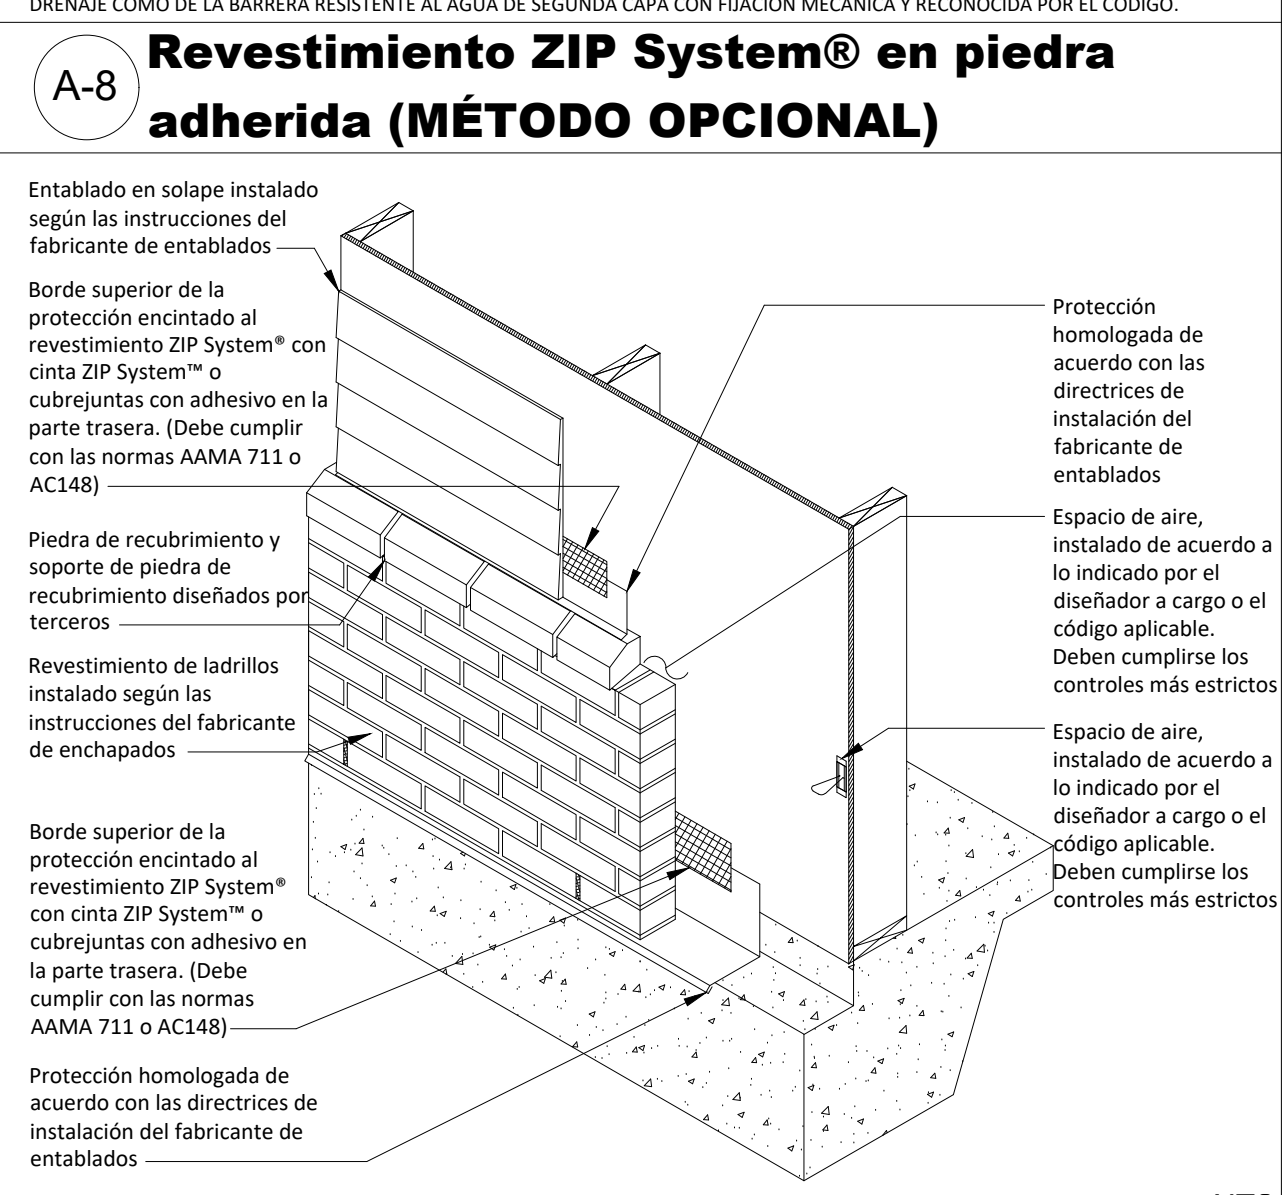 DRENAJE COMO DE LA BARRERA RESISTENTE AL AGUA DE SEGUNDA CAPA CON FIJACIÓN MECÁNICA Y RECONOCIDA POR EL CÓDIGO.
A-8
Revestimiento ZIP System® en piedra
adherida (MÉTODO OPCIONAL)
Entablado en solape instalado
según las instrucciones del
fabricante de entablados
Borde superior de la
protección encintado al
revestimiento ZIP System® con
cinta ZIP System™ o
cubrejuntas con adhesivo en la
parte trasera. (Debe cumplir
con las normas AAMA 711 o
AC148)
Piedra de recubrimiento y
soporte de piedra de
recubrimiento diseñados por
terceros
Revestimiento de ladrillos
instalado según las
instrucciones del fabricante
de enchapados
Borde superior de la
protección encintado al
revestimiento ZIP System®
con cinta ZIP System™ o
cubrejuntas con adhesivo en
la parte trasera. (Debe
cumplir con las normas
AAMA 711 o AC148)
Protección homologada de
acuerdo con las directrices de
instalación del fabricante de
entablados
Protección
homologada de
acuerdo con las
directrices de
instalación del
fabricante de
entablados
Espacio de aire,
instalado de acuerdo a
lo indicado por el
diseñador a cargo o el
código aplicable.
Deben cumplirse los
controles más estrictos
Espacio de aire,
instalado de acuerdo a
lo indicado por el
diseñador a cargo o el
código aplicable.
Deben cumplirse los
controles más estrictos